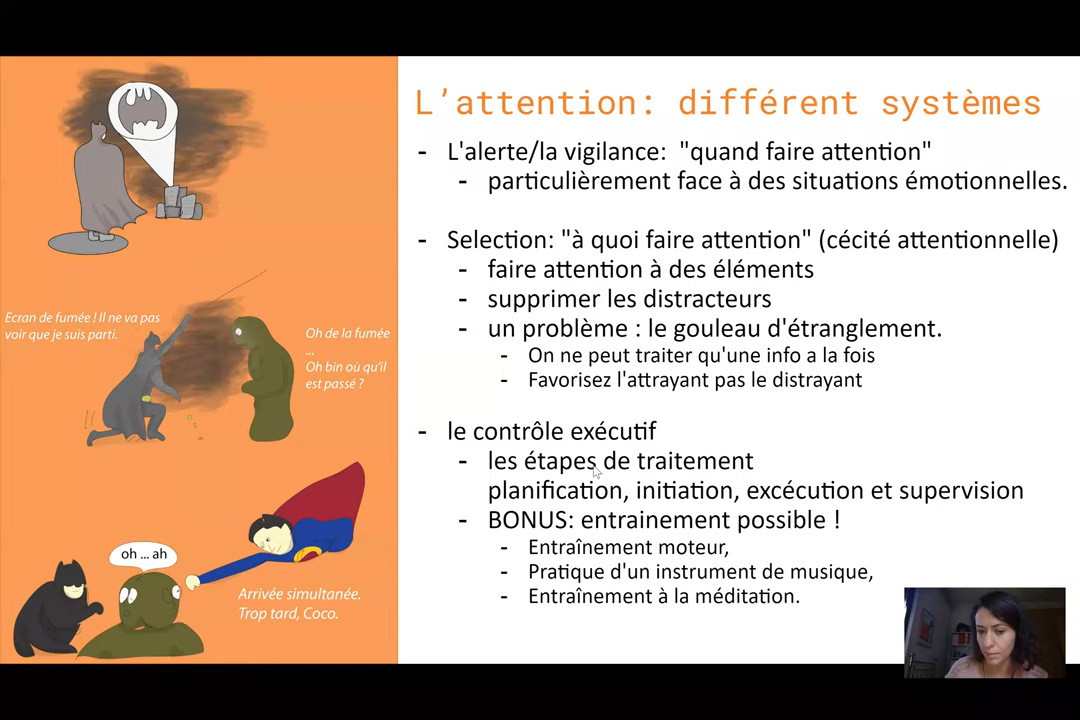 L'attention: différent systèmes
- L'alerte/la vigilance: "quand faire attention"
- particulièrement face à des situations émotionnelles.
- Selection: "à quoi faire attention" (cécité attentionnelle)
- faire attention à des éléments
- supprimer les distracteurs
- un problème : le gouleau d'étranglement.
- On ne peut traiter qu'une info a la fois
- Favorisez l'attrayant pas le distrayant
- le contrôle exécutif
- les étapes de traitement
planification, initiation, excécution et supervision
- BONUS: entrainement possible !
- Entraînement moteur,
- Pratique d'un instrument de musique,
- Entraînement à la méditation.
Ecran de fumée ! Il ne va pas
voir que je suis parti.
Oh de la fumée
...
Oh bin où qu'il
est passé ?
oh ... ah
Arrivée simultanée.
Trop tard, Coco.